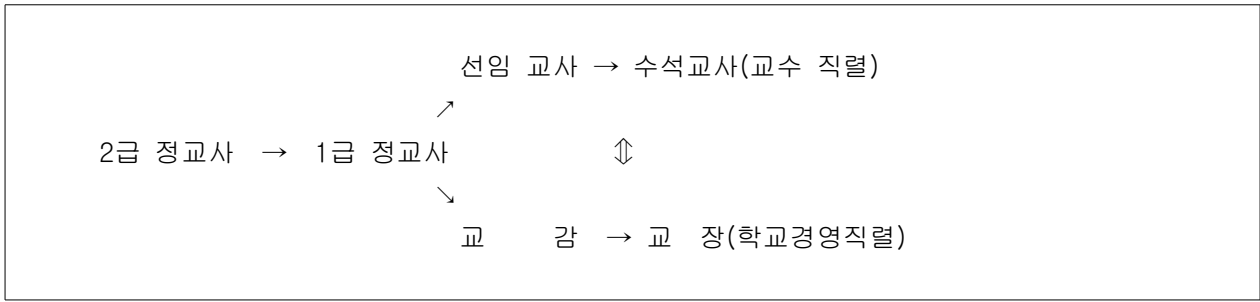 선임 교사 → 수석교사(교수 직렬)
↗
2급 정교사 → 1급 정교사 ⇕
↘
교 감 → 교 장(학교경영직렬)